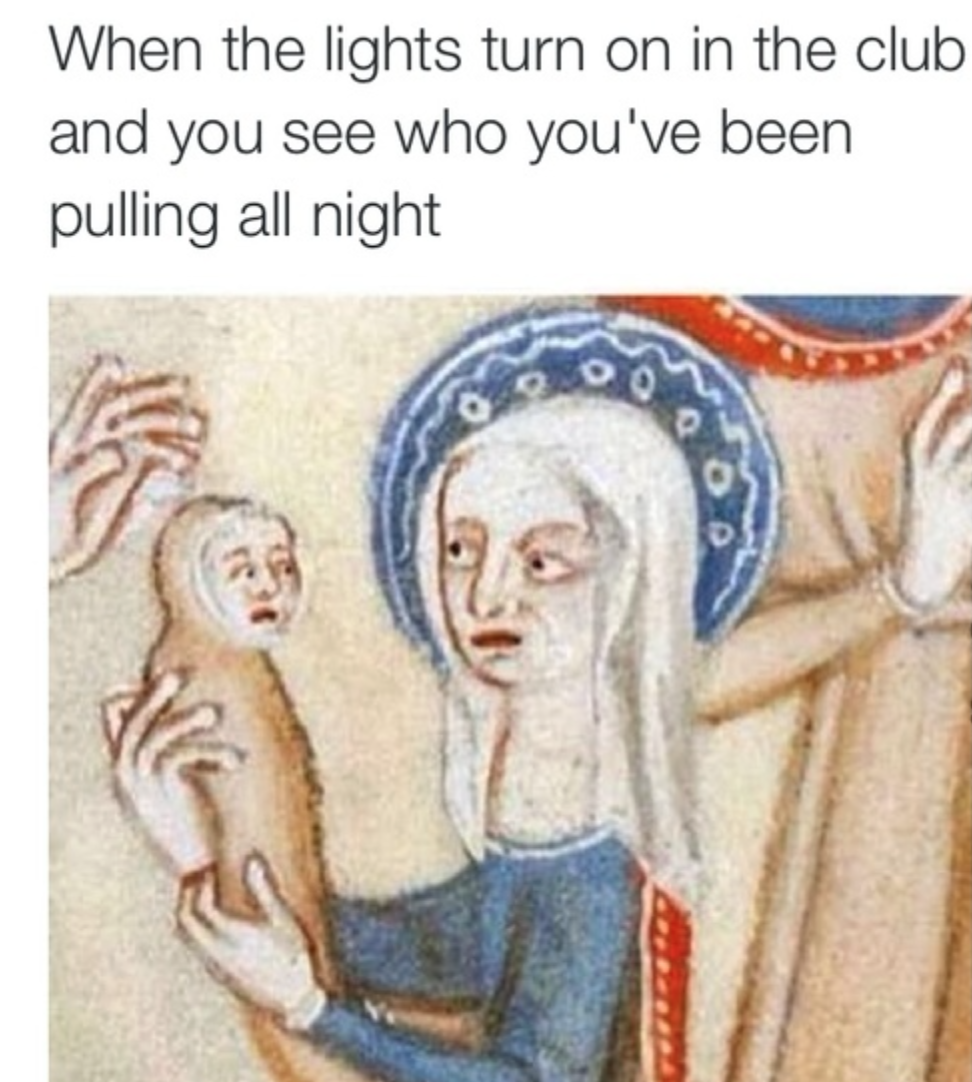 When the lights turn on in the club
and you see who you've been
pulling all night